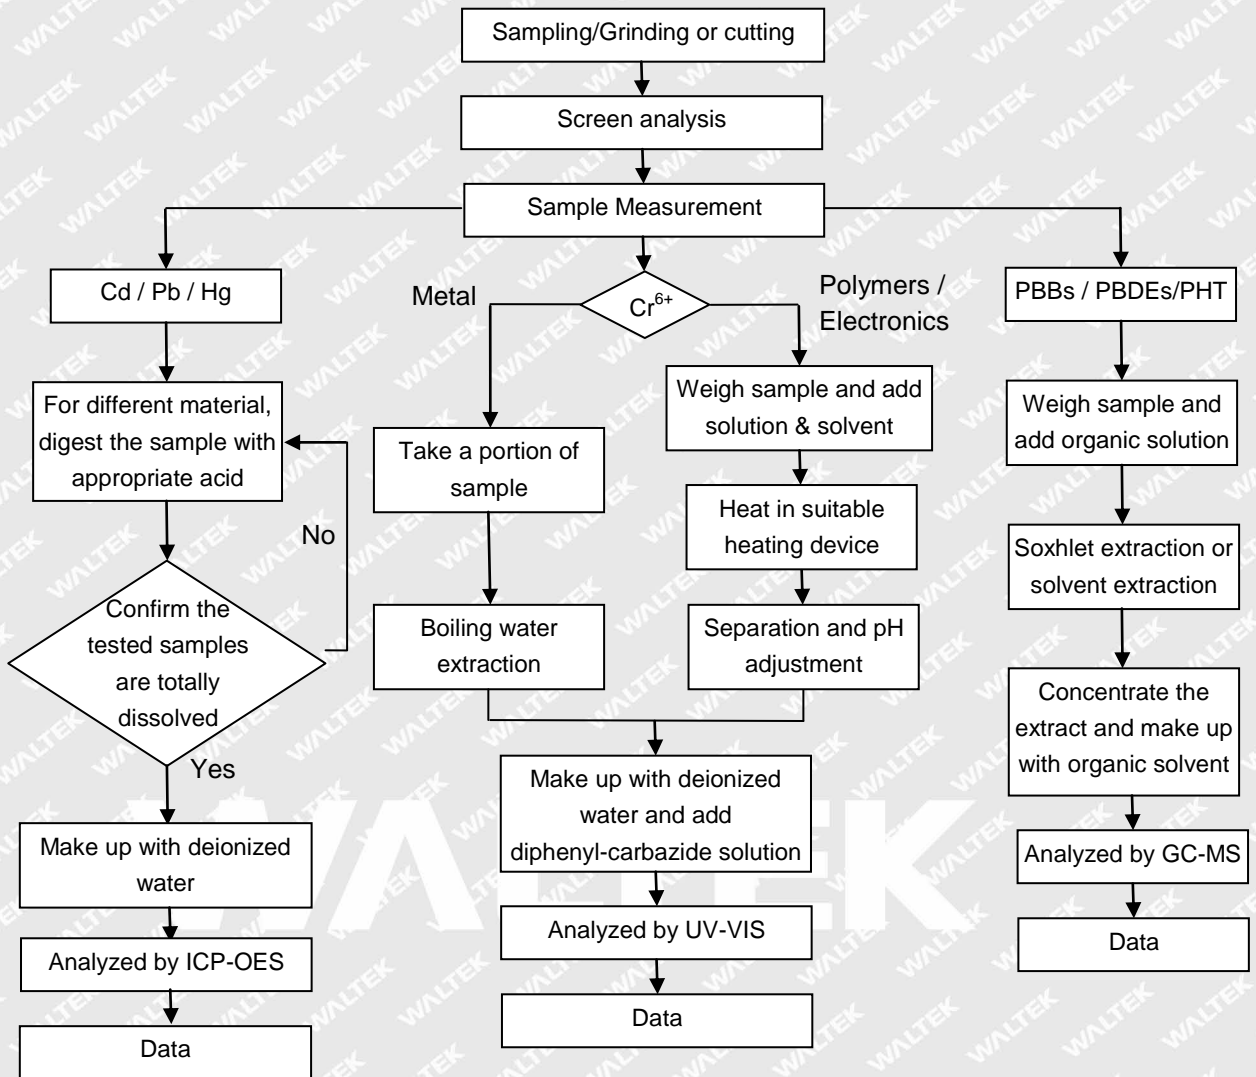 Sampling/Grinding or cutting
Screen analysis
Sample Measurement
Cd / Pb / Hg
Metal
Cr6+
Polymers /
Electronics
PBBs / PBDEs/PHT
For different material,
digest the sample with
appropriate acid
No
Confirm the
tested samples
are totally
dissolved
Yes
Make up with deionized
water
Analyzed by ICP-OES
Data
Take a portion of
sample
Boiling water
extraction
Weigh sample and add
solution & solvent
Heat in suitable
heating device
Separation and pH
adjustment
Make up with deionized
water and add
diphenyl-carbazide solution
Analyzed by UV-VIS
Data
Weigh sample and
add organic solution
Soxhlet extraction or
solvent extraction
Concentrate the
extract and make up
with organic solvent
Analyzed by GC-MS
Data
WALTEK